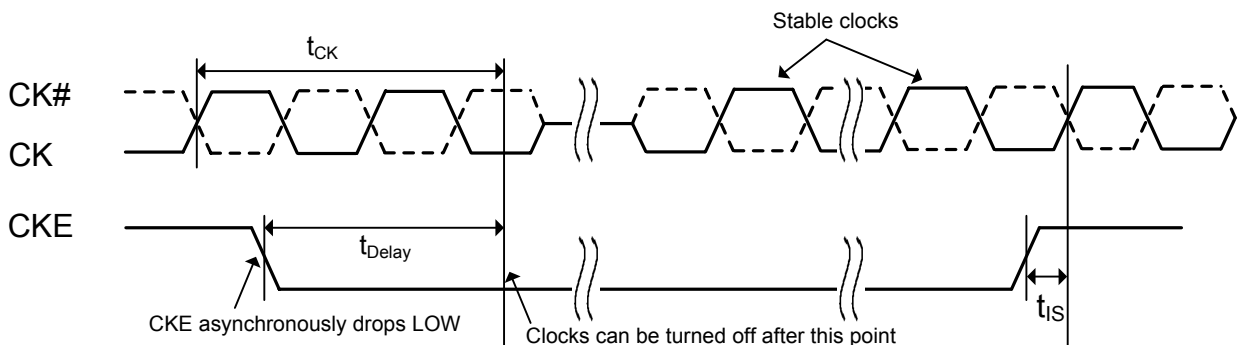 Stable clocks
tCK
CK#
CK
CKE
tDelay
tIS
CKE asynchronously drops LOW
Clocks can be turned off after this point